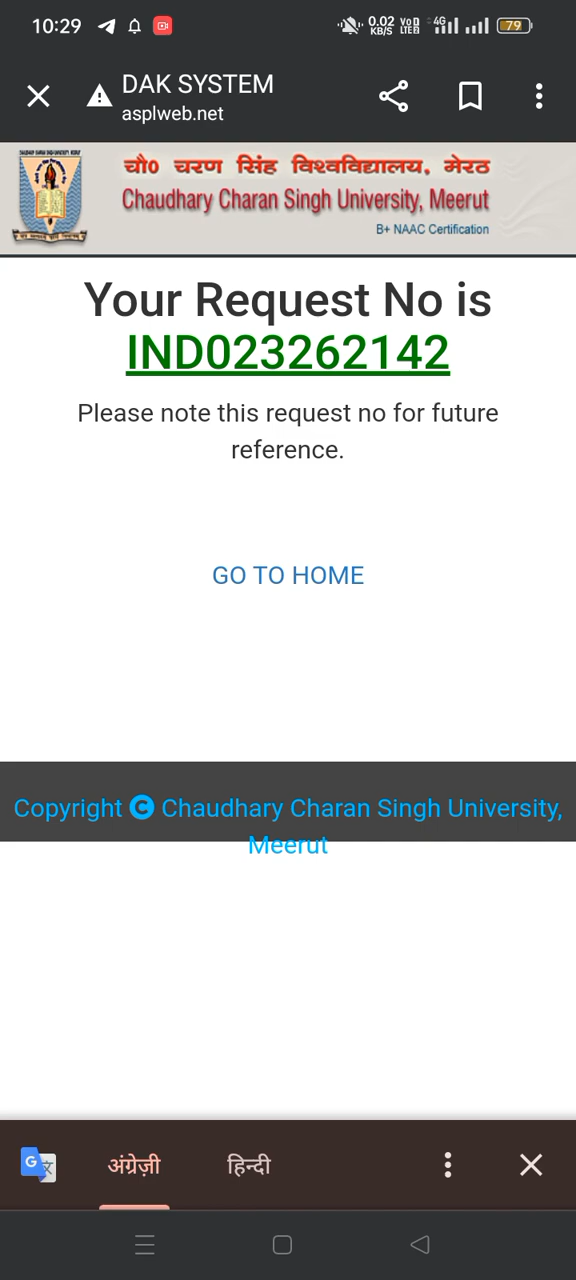 10:29
0.02 KB/S
4G
79
DAK SYSTEM
asplweb.net
चौ0 चरण सिंह विश्वविद्यालय, मेरठ
Chaudhary Charan Singh University, Meerut
B+ NAAC Certification
Your Request No is
IND023262142
Please note this request no for future
reference.
GO TO HOME
Copyright C Chaudhary Charan Singh University,
Meerut
अंग्रेज़ी हिन्दी